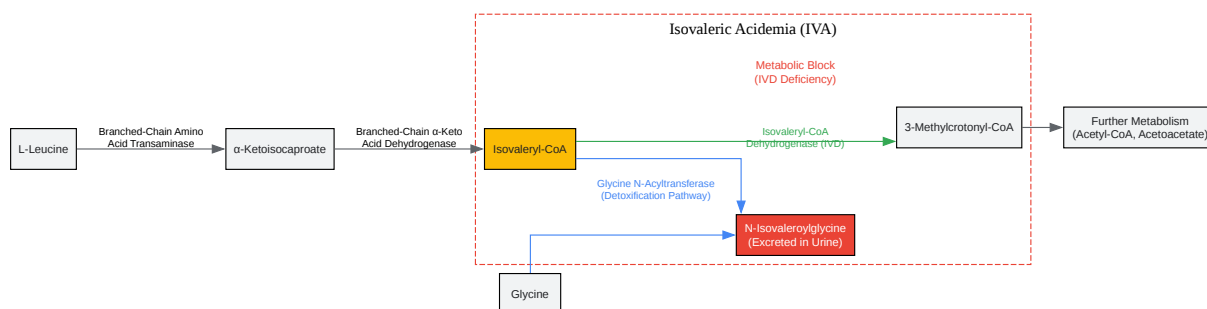 Isovaleric Acidemia (IVA)
Metabolic Block
(IVD Deficiency)
L-Leucine
Branched-Chain Amino
Acid Transaminase
α-Ketoisocaproate
Branched-Chain α-Keto
Acid Dehydrogenase
Isovaleryl-CoA
Isovaleryl-CoA
Dehydrogenase (IVD)
3-Methylcrotonyl-CoA
Further Metabolism
(Acetyl-CoA, Acetoacetate)
Glycine N-Acyltransferase
(Detoxification Pathway)
N-Isovaleroylglycine
(Excreted in Urine)
Glycine